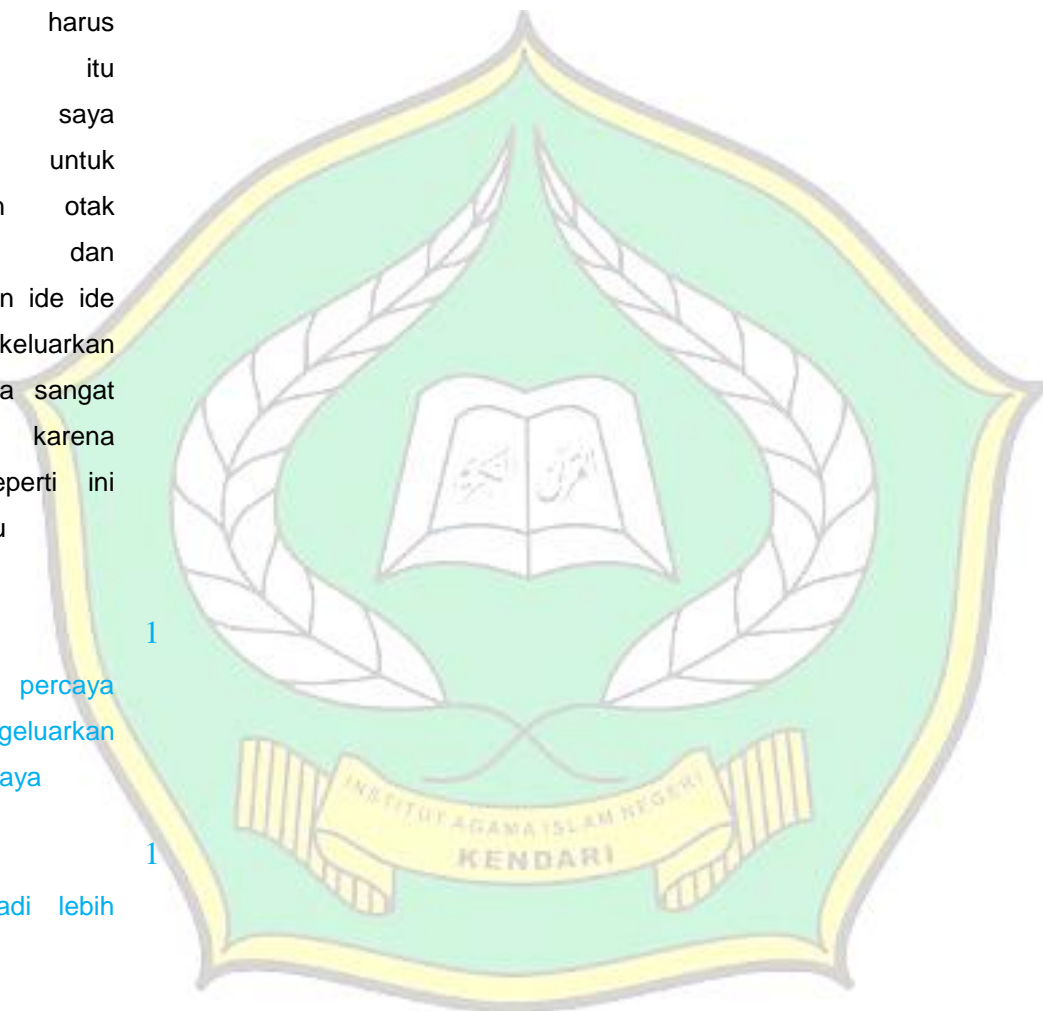 harus
itu
saya
untuk
n otak
dan
n ide ide
keluarkan
a sangat
karena
eperti ini
u
1
percaya
geluarkan
aya
1
adi lebih
INSTITUT AGAMA ISLAM NEGERI
KENDARI